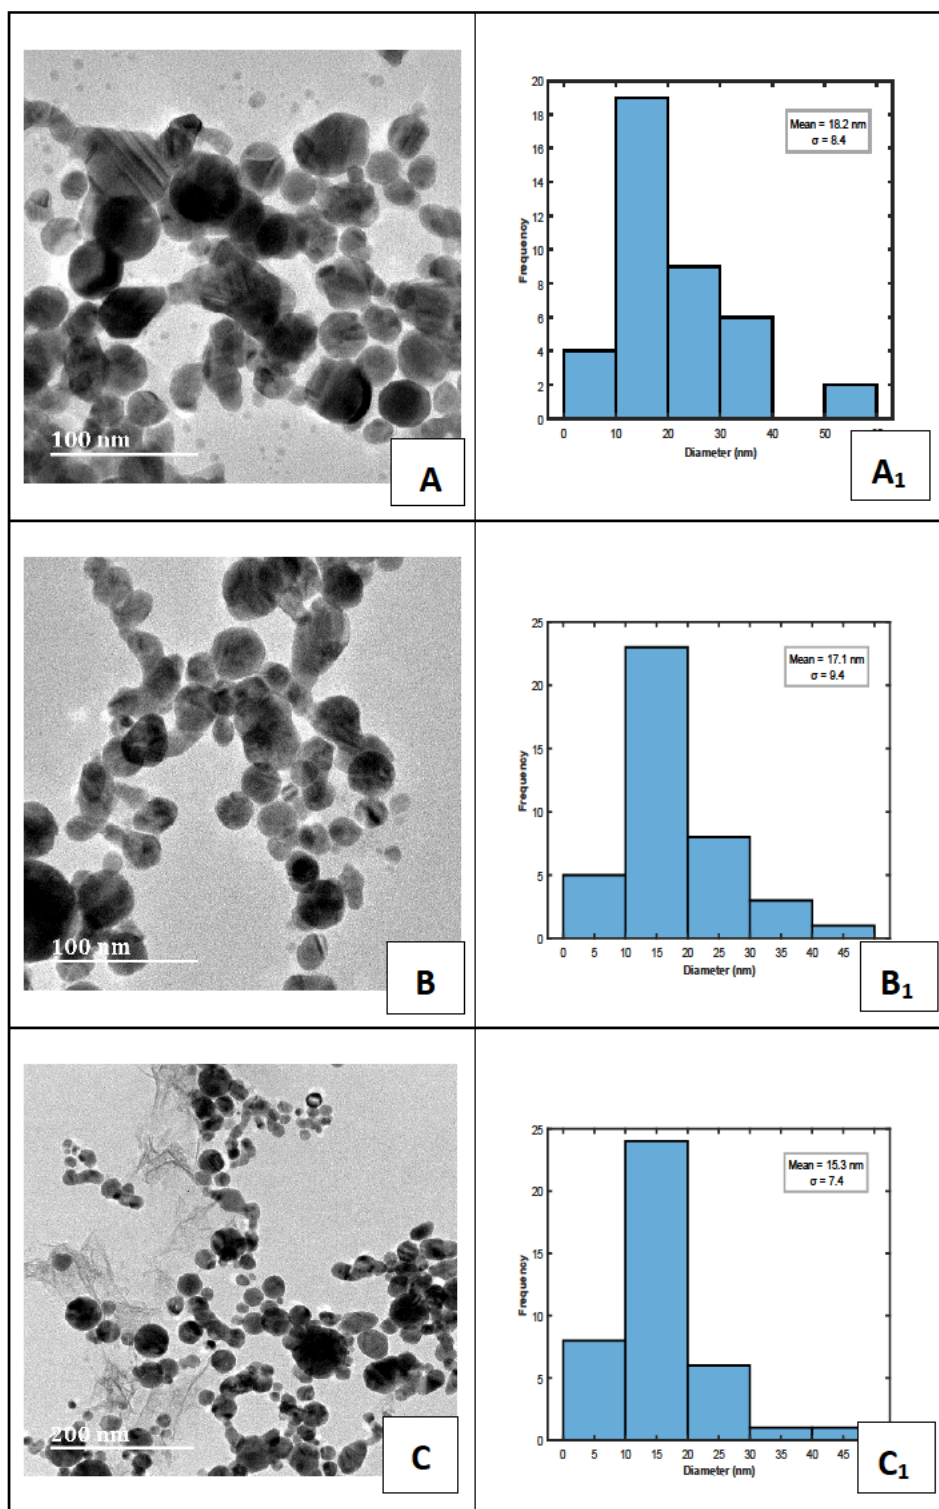 100 nm
A
20
18
16
14
12
10
8
6
4
2
0
Frequency
Mean = 18.2 nm
σ = 8.4
0 10 20 30 40 50
Diameter (nm)
A₁
100 nm
B
25
20
15
10
5
0
Frequency
Mean = 17.1 nm
σ = 9.4
0 5 10 15 20 25 30 35 40 45
Diameter (nm)
B₁
200 nm
C
25
20
15
10
5
0
Frequency
Mean = 15.3 nm
σ = 7.4
0 5 10 15 20 25 30 35 40 45
Diameter (nm)
C₁